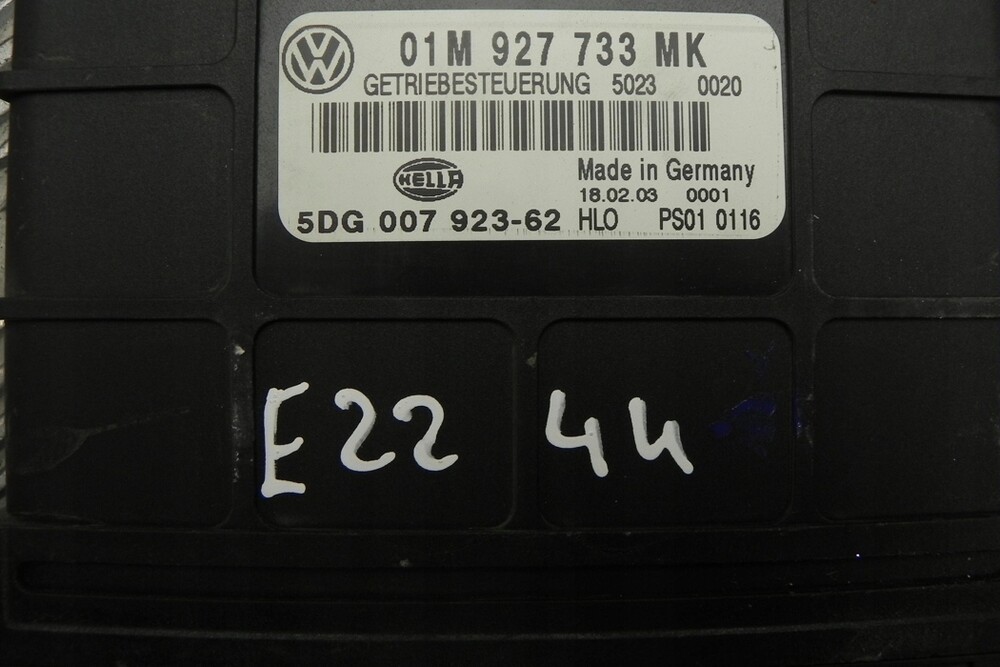 01M 927 733 MK
GETRIEBESTEUERUNG 5023 0020
HELLA
Made in Germany
18.02.03 0001
5DG 007 923-62 HLO PS01 0116
E22 44